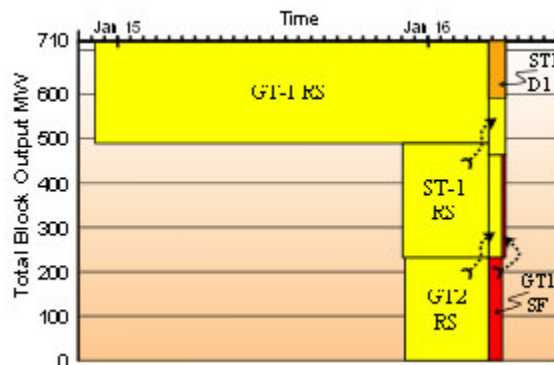 Time
Jan 15
Jan 16
Total Block Output MW
710
600
500
400
300
200
100
0
GT-1 RS
ST-1
RS
GT2
RS
ST1
D1
GT1
SF